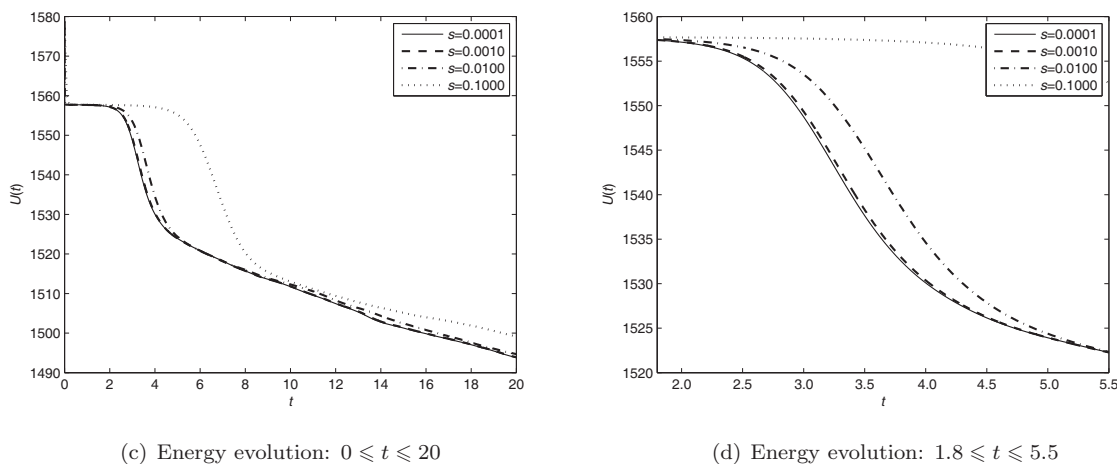 1580
1570
1560
1550
1540
1530
1520
1510
1500
1490
U(t)
0 2 4 6 8 10 12 14 16 18 20
t
s=0.0001
s=0.0010
s=0.0100
s=0.1000
(c) Energy evolution: 0 ⩽ t ⩽ 20
1560
1555
1550
1545
1540
1535
1530
1525
1520
U(t)
2.0 2.5 3.0 3.5 4.0 4.5 5.0 5.5
t
s=0.0001
s=0.0010
s=0.0100
s=0.1000
(d) Energy evolution: 1.8 ⩽ t ⩽ 5.5